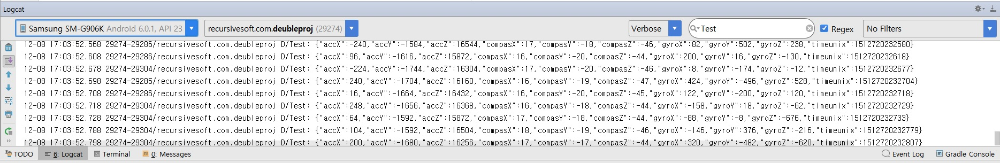 Logcat
Samsung SM-G906K Android 6.0.1, API 23 recursivesoft.com.deubleproj (29274) Verbose Test Regex No Filters
12-08 17:03:52.568 29274-29286/recursivesoft.com.deubleproj D/Test: {"accX":-240,"accY":-1584,"accZ":16544,"compasX":17,"compasY":-18,"compasZ":-46,"gyroX":82,"gyroY":502,"gyroZ":238,"timeunix":1512720232580}
12-08 17:03:52.608 29274-29286/recursivesoft.com.deubleproj D/Test: {"accX":96,"accY":-1616,"accZ":15872,"compasX":16,"compasY":-20,"compasZ":-44,"gyroX":200,"gyroY":16,"gyroZ":-130,"timeunix":1512720232618}
12-08 17:03:52.678 29274-29304/recursivesoft.com.deubleproj D/Test: {"accX":-224,"accY":-1744,"accZ":16304,"compasX":17,"compasY":-20,"compasZ":-46,"gyroX":8,"gyroY":-174,"gyroZ":-12,"timeunix":1512720232677}
12-08 17:03:52.698 29274-29285/recursivesoft.com.deubleproj D/Test: {"accX":240,"accY":-1704,"accZ":16160,"compasX":16,"compasY":-19,"compasZ":-47,"gyroX":424,"gyroY":-496,"gyroZ":528,"timeunix":1512720232704}
12-08 17:03:52.708 29274-29286/recursivesoft.com.deubleproj D/Test: {"accX":16,"accY":-1664,"accZ":16432,"compasX":16,"compasY":-20,"compasZ":-45,"gyroX":122,"gyroY":-200,"gyroZ":120,"timeunix":1512720232718}
12-08 17:03:52.718 29274-29304/recursivesoft.com.deubleproj D/Test: {"accX":248,"accY":-1656,"accZ":16368,"compasX":16,"compasY":-18,"compasZ":-44,"gyroX":-158,"gyroY":18,"gyroZ":-62,"timeunix":1512720232729}
12-08 17:03:52.728 29274-29304/recursivesoft.com.deubleproj D/Test: {"accX":64,"accY":-1592,"accZ":15872,"compasX":17,"compasY":-18,"compasZ":-44,"gyroX":-88,"gyroY":-8,"gyroZ":-676,"timeunix":1512720232733}
12-08 17:03:52.788 29274-29304/recursivesoft.com.deubleproj D/Test: {"accX":104,"accY":-1592,"accZ":16504,"compasX":18,"compasY":-19,"compasZ":-46,"gyroX":-146,"gyroY":376,"gyroZ":-216,"timeunix":1512720232779}
12-08 17:03:52.798 29274-29304/recursivesoft.com.deubleproj D/Test: {"accX":200,"accY":-1680,"accZ":16256,"compasX":17,"compasY":-17,"compasZ":-44,"gyroX":320,"gyroY":-482,"gyroZ":-620,"timeunix":1512720232807}
TODO 6: Logcat Terminal 0: Messages Event Log Gradle Console